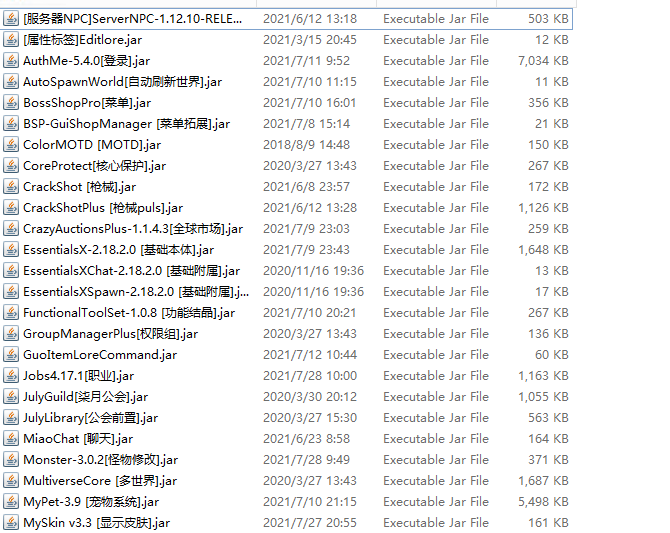 [服务器NPC]ServerNPC-1.12.10-RELE... 2021/6/12 13:18 Executable Jar File 503 KB
[属性标签]Editlore.jar 2021/3/15 20:45 Executable Jar File 12 KB
AuthMe-5.4.0[登录].jar 2021/7/11 9:52 Executable Jar File 7,034 KB
AutoSpawnWorld[自动刷新世界].jar 2021/7/10 11:15 Executable Jar File 11 KB
BossShopPro[菜单].jar 2021/7/10 16:01 Executable Jar File 356 KB
BSP-GuiShopManager [菜单拓展].jar 2021/7/8 15:14 Executable Jar File 21 KB
ColorMOTD [MOTD].jar 2018/8/9 14:48 Executable Jar File 150 KB
CoreProtect[核心保护].jar 2020/3/27 13:43 Executable Jar File 267 KB
CrackShot [枪械].jar 2021/6/8 23:57 Executable Jar File 172 KB
CrackShotPlus [枪械puls].jar 2021/6/12 13:28 Executable Jar File 1,126 KB
CrazyAuctionsPlus-1.1.4.3[全球市场].jar 2021/7/9 23:03 Executable Jar File 259 KB
EssentialsX-2.18.2.0 [基础本体].jar 2021/7/9 23:43 Executable Jar File 1,648 KB
EssentialsXChat-2.18.2.0 [基础附属].jar 2020/11/16 19:36 Executable Jar File 13 KB
EssentialsXSpawn-2.18.2.0 [基础附属].j... 2020/11/16 19:36 Executable Jar File 17 KB
FunctionalToolSet-1.0.8 [功能结晶].jar 2021/7/10 20:21 Executable Jar File 267 KB
GroupManagerPlus[权限组].jar 2020/3/27 13:43 Executable Jar File 136 KB
GuoItemLoreCommand.jar 2021/7/12 10:44 Executable Jar File 60 KB
Jobs4.17.1[职业].jar 2021/7/28 10:00 Executable Jar File 1,163 KB
JulyGuild[柒月公会].jar 2020/3/30 20:12 Executable Jar File 1,055 KB
JulyLibrary[公会前置].jar 2020/3/27 15:30 Executable Jar File 563 KB
MiaoChat [聊天].jar 2021/6/23 8:58 Executable Jar File 164 KB
Monster-3.0.2[怪物修改].jar 2021/7/28 9:49 Executable Jar File 371 KB
MultiverseCore [多世界].jar 2020/3/27 13:43 Executable Jar File 1,687 KB
MyPet-3.9 [宠物系统].jar 2021/7/10 21:15 Executable Jar File 5,498 KB
MySkin v3.3 [显示皮肤].jar 2021/7/27 20:55 Executable Jar File 161 KB